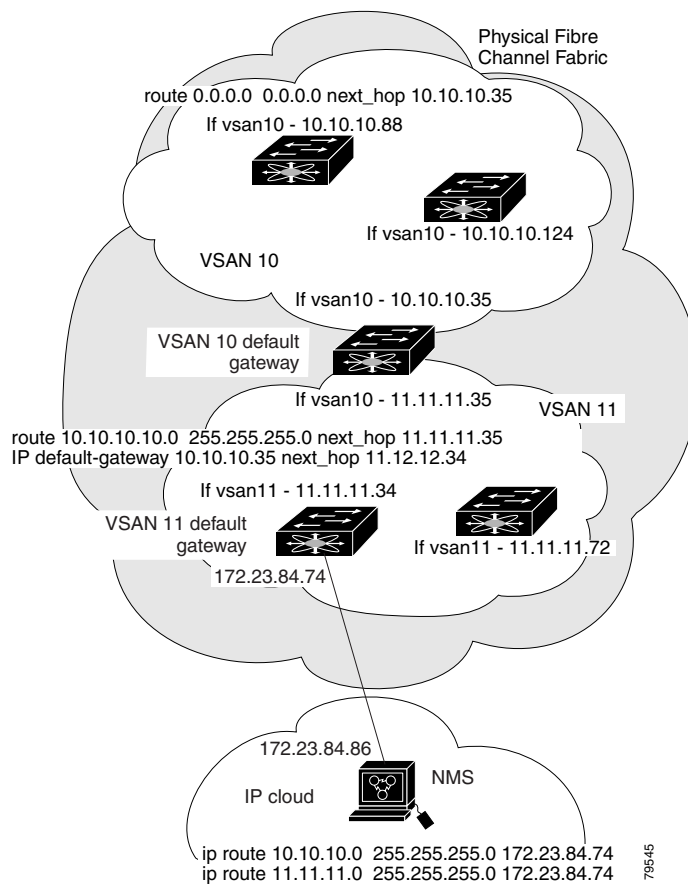 Physical Fibre
Channel Fabric
route 0.0.0.0 0.0.0.0 next_hop 10.10.10.35
If vsan10 - 10.10.10.88
If vsan10 - 10.10.10.124
VSAN 10
If vsan10 - 10.10.10.35
VSAN 10 default
gateway
If vsan10 - 11.11.11.35
VSAN 11
route 10.10.10.10.0 255.255.255.0 next_hop 11.11.11.35
IP default-gateway 10.10.10.35 next_hop 11.12.12.34
If vsan11 - 11.11.11.34
VSAN 11 default
gateway
If vsan11 - 11.11.11.72
172.23.84.74
172.23.84.86
NMS
IP cloud
ip route 10.10.10.0 255.255.255.0 172.23.84.74
ip route 11.11.11.0 255.255.255.0 172.23.84.74
79545